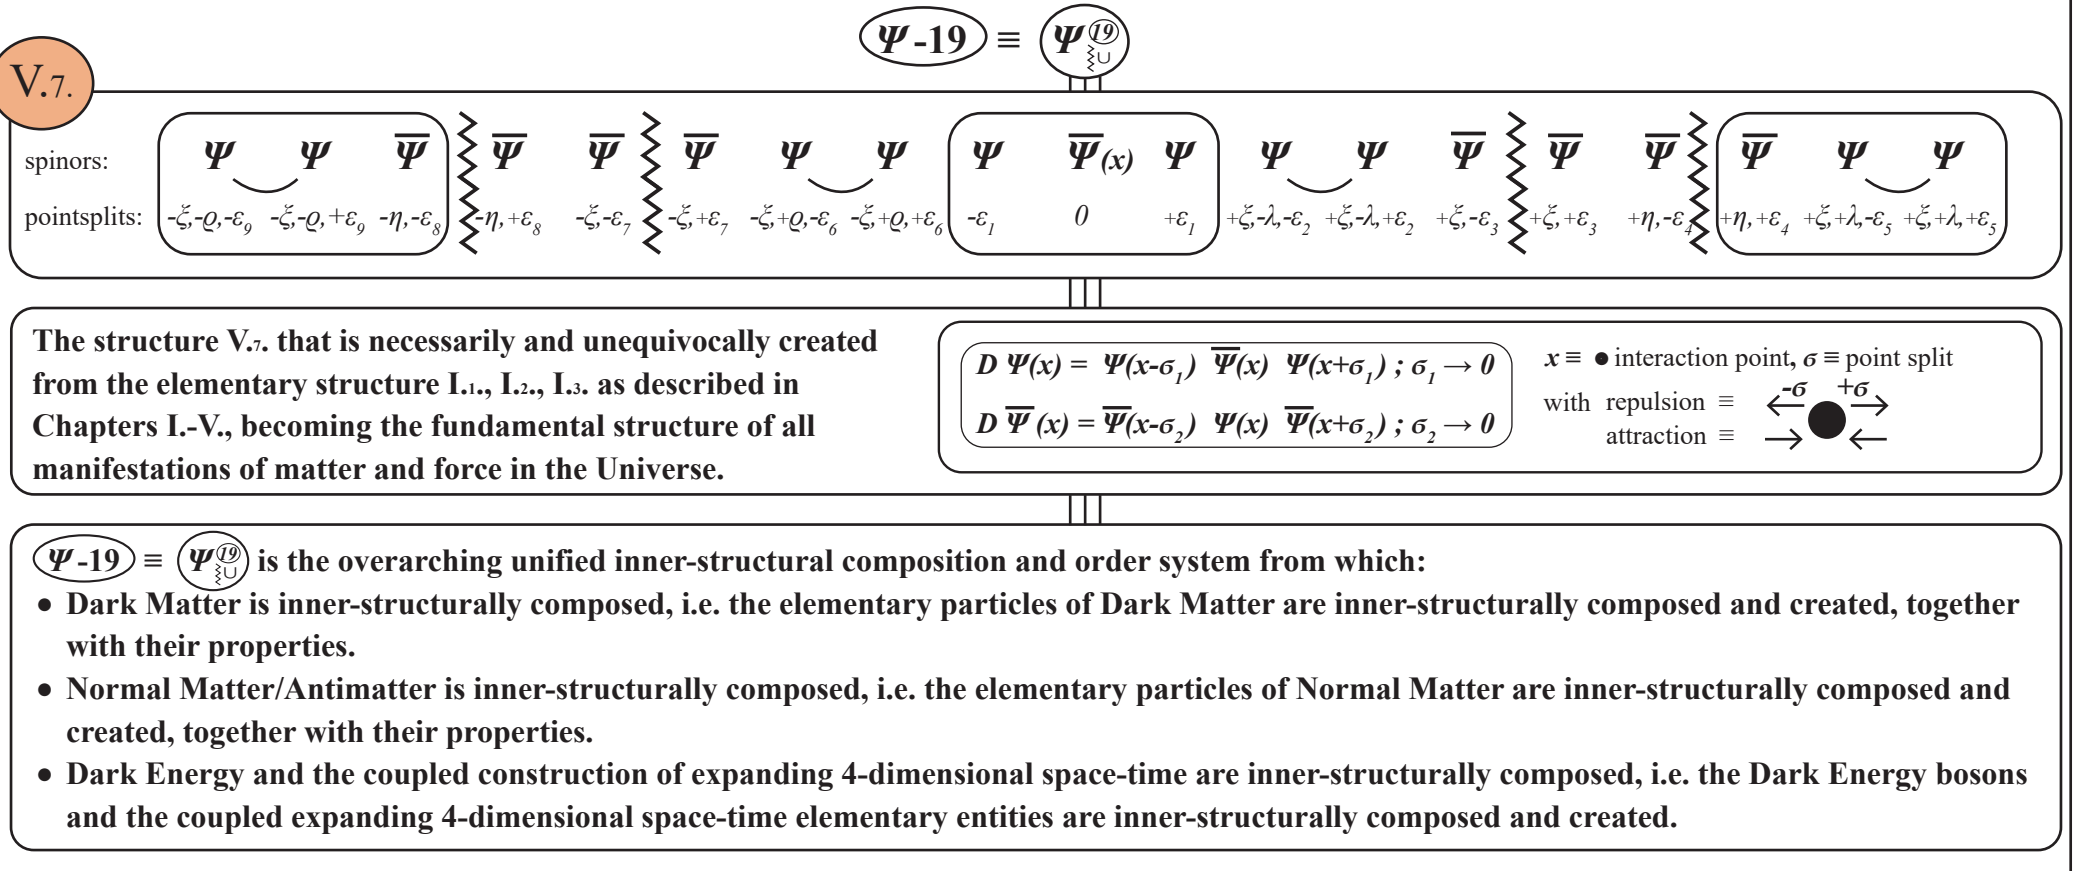 Ψ-19 ≡ Ψ⑲ ∪
V.7.
spinors: Ψ Ψ Ψ̅ Ψ̅ Ψ̅ Ψ̅ Ψ Ψ Ψ Ψ̅(x) Ψ Ψ Ψ Ψ̅ Ψ̅ Ψ̅ Ψ̅ Ψ Ψ
pointsplits: -ξ,-ϱ,-ε₉ -ξ,-ϱ,+ε₉ -η,-ε₈ -η,+ε₈ -ξ,-ε₇ -ξ,+ε₇ -ξ+ϱ,-ε₆ -ξ+ϱ,+ε₆ -ε₁ 0 +ε₁ +ξ-λ,-ε₂ +ξ-λ,+ε₂ +ξ,-ε₃ +ξ,+ε₃ +η,-ε₄ +η,+ε₄ +ξ+λ,-ε₅ +ξ,+λ,+ε₅
The structure V.7. that is necessarily and unequivocally created
from the elementary structure I.1., I.2., I.3. as described in
Chapters I.-V., becoming the fundamental structure of all
manifestations of matter and force in the Universe.
D Ψ(x) = Ψ(x-σ₁) Ψ̅(x) Ψ(x+σ₁) ; σ₁ → 0
D Ψ̅ (x) = Ψ̅(x-σ₂) Ψ(x) Ψ̅(x+σ₂) ; σ₂ → 0
x ≡ ● interaction point, σ ≡ point split
-σ +σ
with repulsion ≡
attraction ≡
Ψ-19 ≡ Ψ⑲ ∪ is the overarching unified inner-structural composition and order system from which:
• Dark Matter is inner-structurally composed, i.e. the elementary particles of Dark Matter are inner-structurally composed and created, together
with their properties.
• Normal Matter/Antimatter is inner-structurally composed, i.e. the elementary particles of Normal Matter are inner-structurally composed and
created, together with their properties.
• Dark Energy and the coupled construction of expanding 4-dimensional space-time are inner-structurally composed, i.e. the Dark Energy bosons
and the coupled expanding 4-dimensional space-time elementary entities are inner-structurally composed and created.